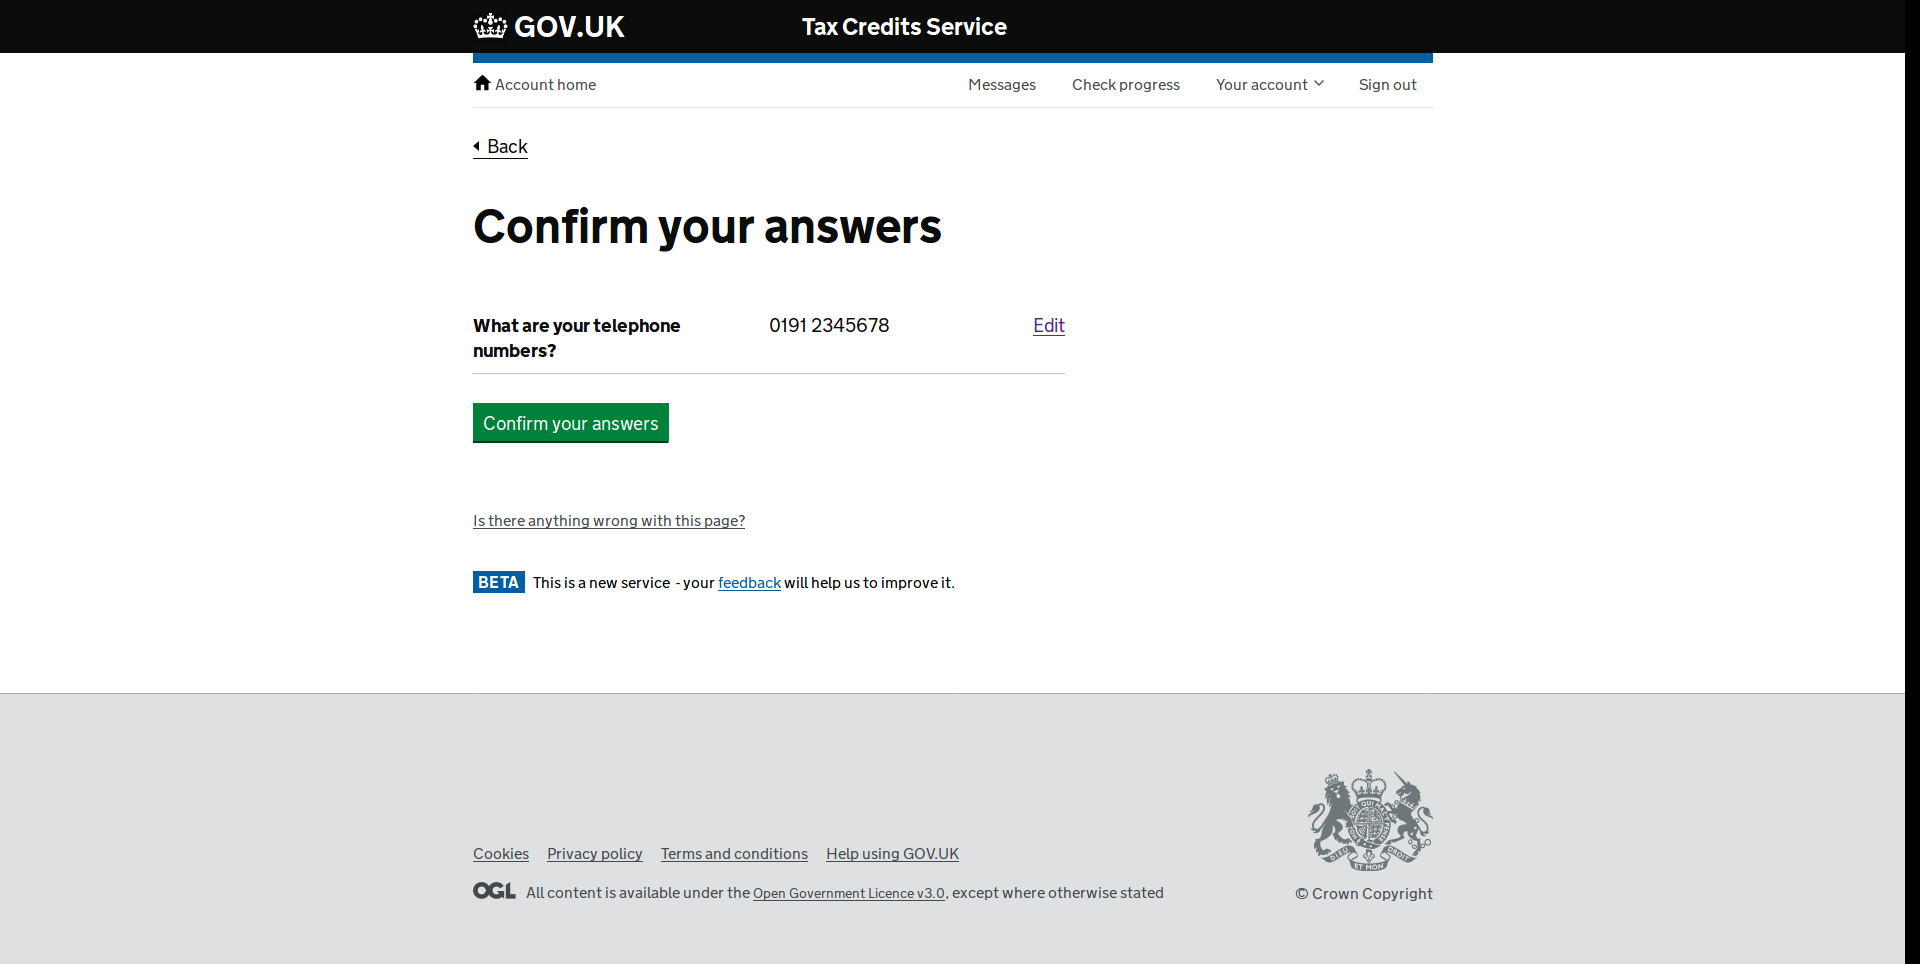 GOV.UK
Tax Credits Service
Account home
Messages
Check progress
Your account
Sign out
Back
Confirm your answers
What are your telephone
numbers?
0191 2345678
Edit
Confirm your answers
Is there anything wrong with this page?
BETA This is a new service - your feedback will help us to improve it.
Cookies
Privacy policy
Terms and conditions
Help using GOV.UK
OGL All content is available under the Open Government Licence v3.0, except where otherwise stated
© Crown Copyright